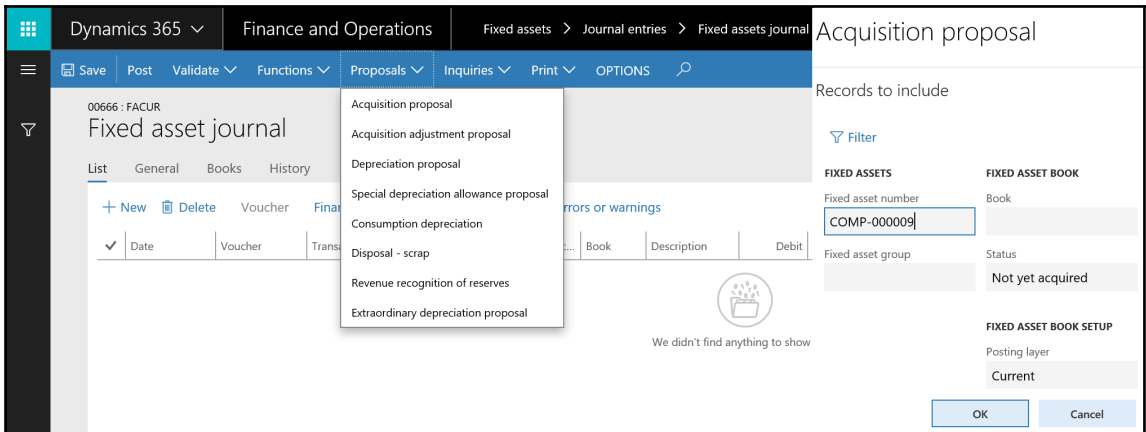 Dynamics 365 Finance and Operations Fixed assets > Journal entries > Fixed assets journal
Save Post Validate Functions Proposals Inquiries Print OPTIONS
00666 : FACUR
Fixed asset journal
List General Books History
+ New Delete Voucher Finan rrors or warnings
Date Voucher Transa c... Book Description Debit
We didn't find anything to show
Acquisition proposal
Acquisition adjustment proposal
Depreciation proposal
Special depreciation allowance proposal
Consumption depreciation
Disposal - scrap
Revenue recognition of reserves
Extraordinary depreciation proposal
Acquisition proposal
Records to include
Filter
FIXED ASSETS
Fixed asset number
COMP-000009
Fixed asset group
FIXED ASSET BOOK
Book
Status
Not yet acquired
FIXED ASSET BOOK SETUP
Posting layer
Current
OK Cancel